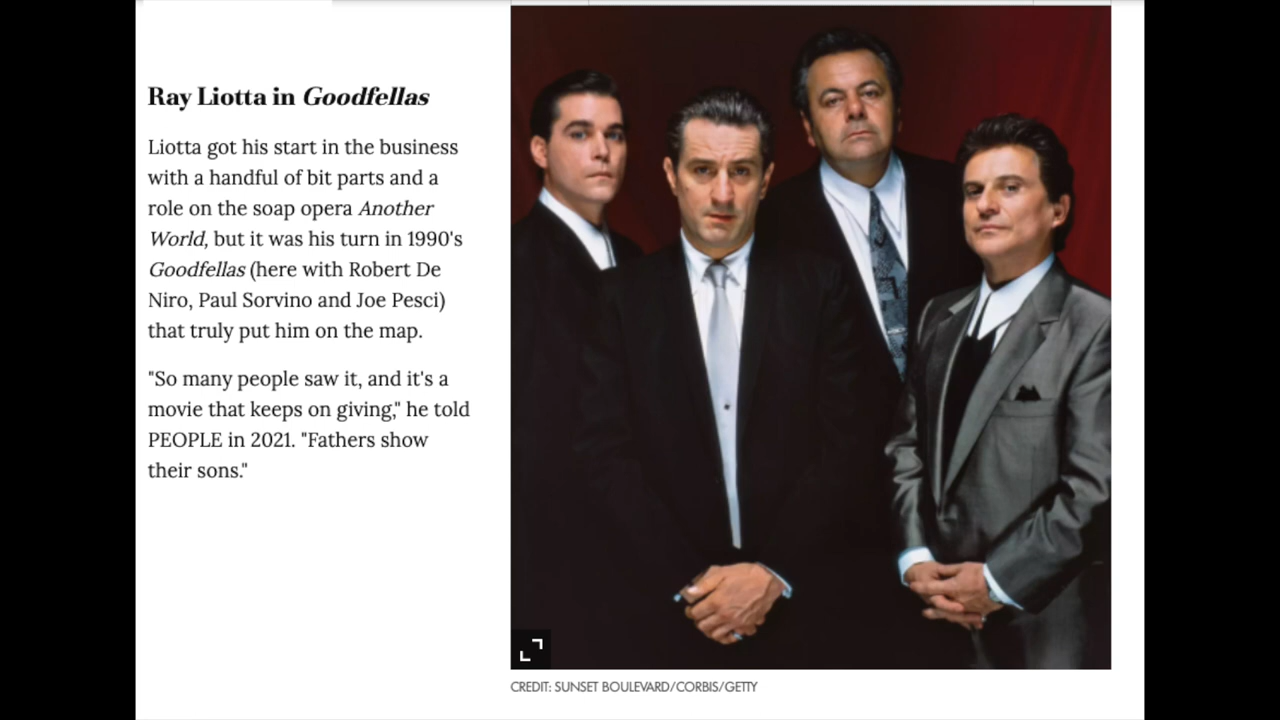 Ray Liotta in Goodfellas
Liotta got his start in the business
with a handful of bit parts and a
role on the soap opera Another
World, but it was his turn in 1990's
Goodfellas (here with Robert De
Niro, Paul Sorvino and Joe Pesci)
that truly put him on the map.
"So many people saw it, and it's a
movie that keeps on giving," he told
PEOPLE in 2021. "Fathers show
their sons."
CREDIT: SUNSET BOULEVARD/CORBIS/GETTY